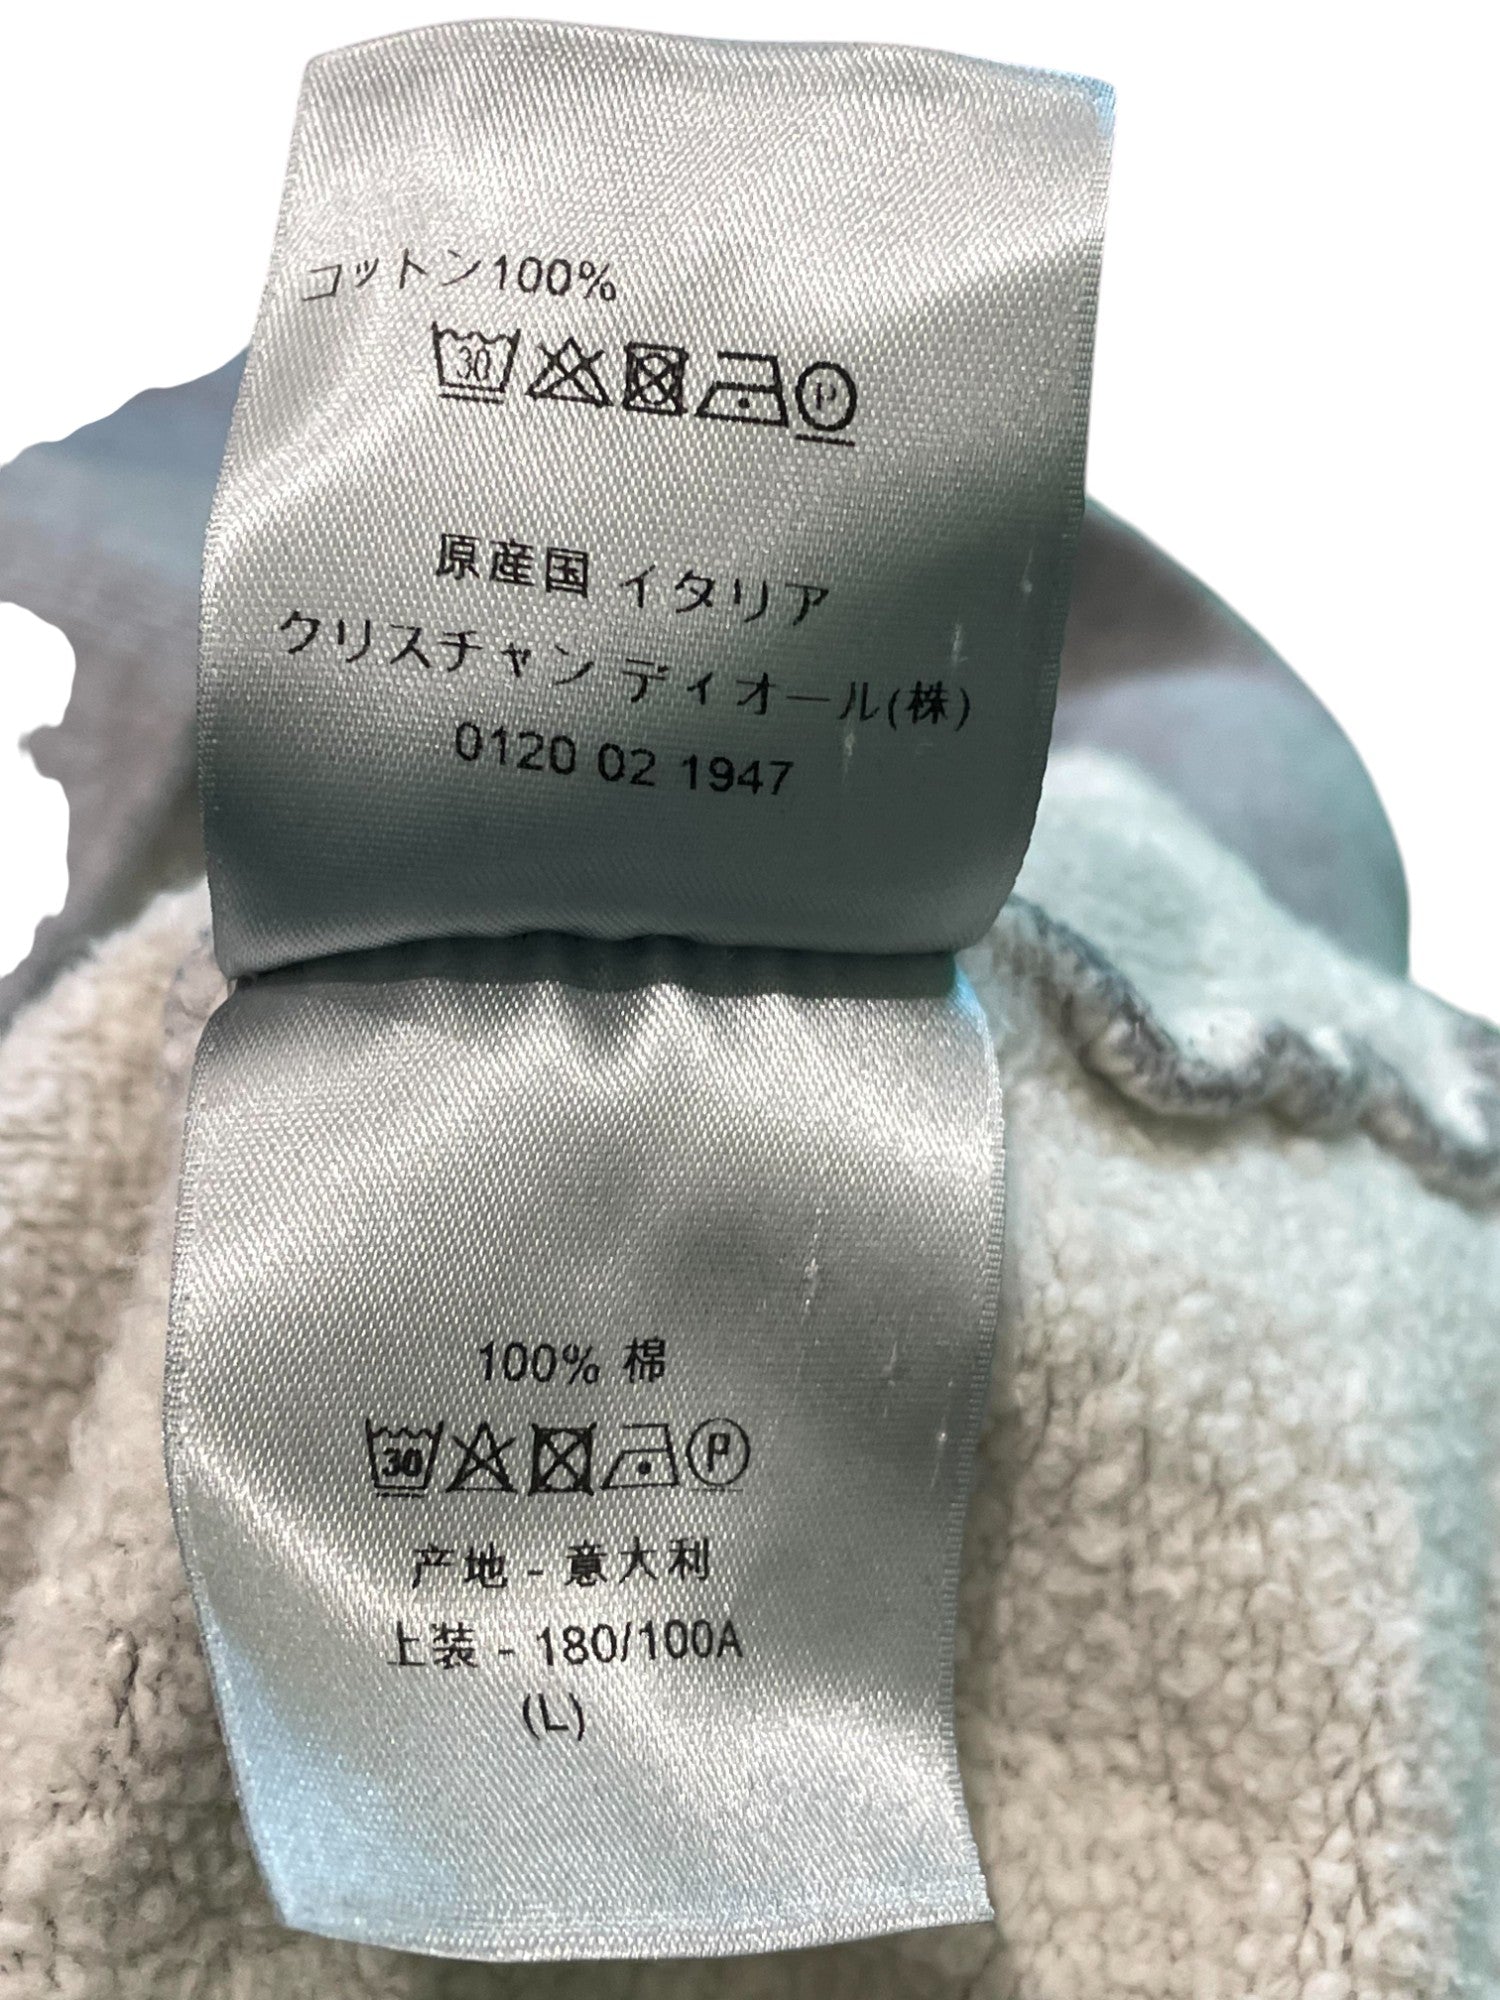 コットン100%
30 P
原産国 イタリア
クリスチャン ディオール(株)
0120 02 1947
100% 棉
30 P
产地 - 意大利
上装 - 180/100A
(L)